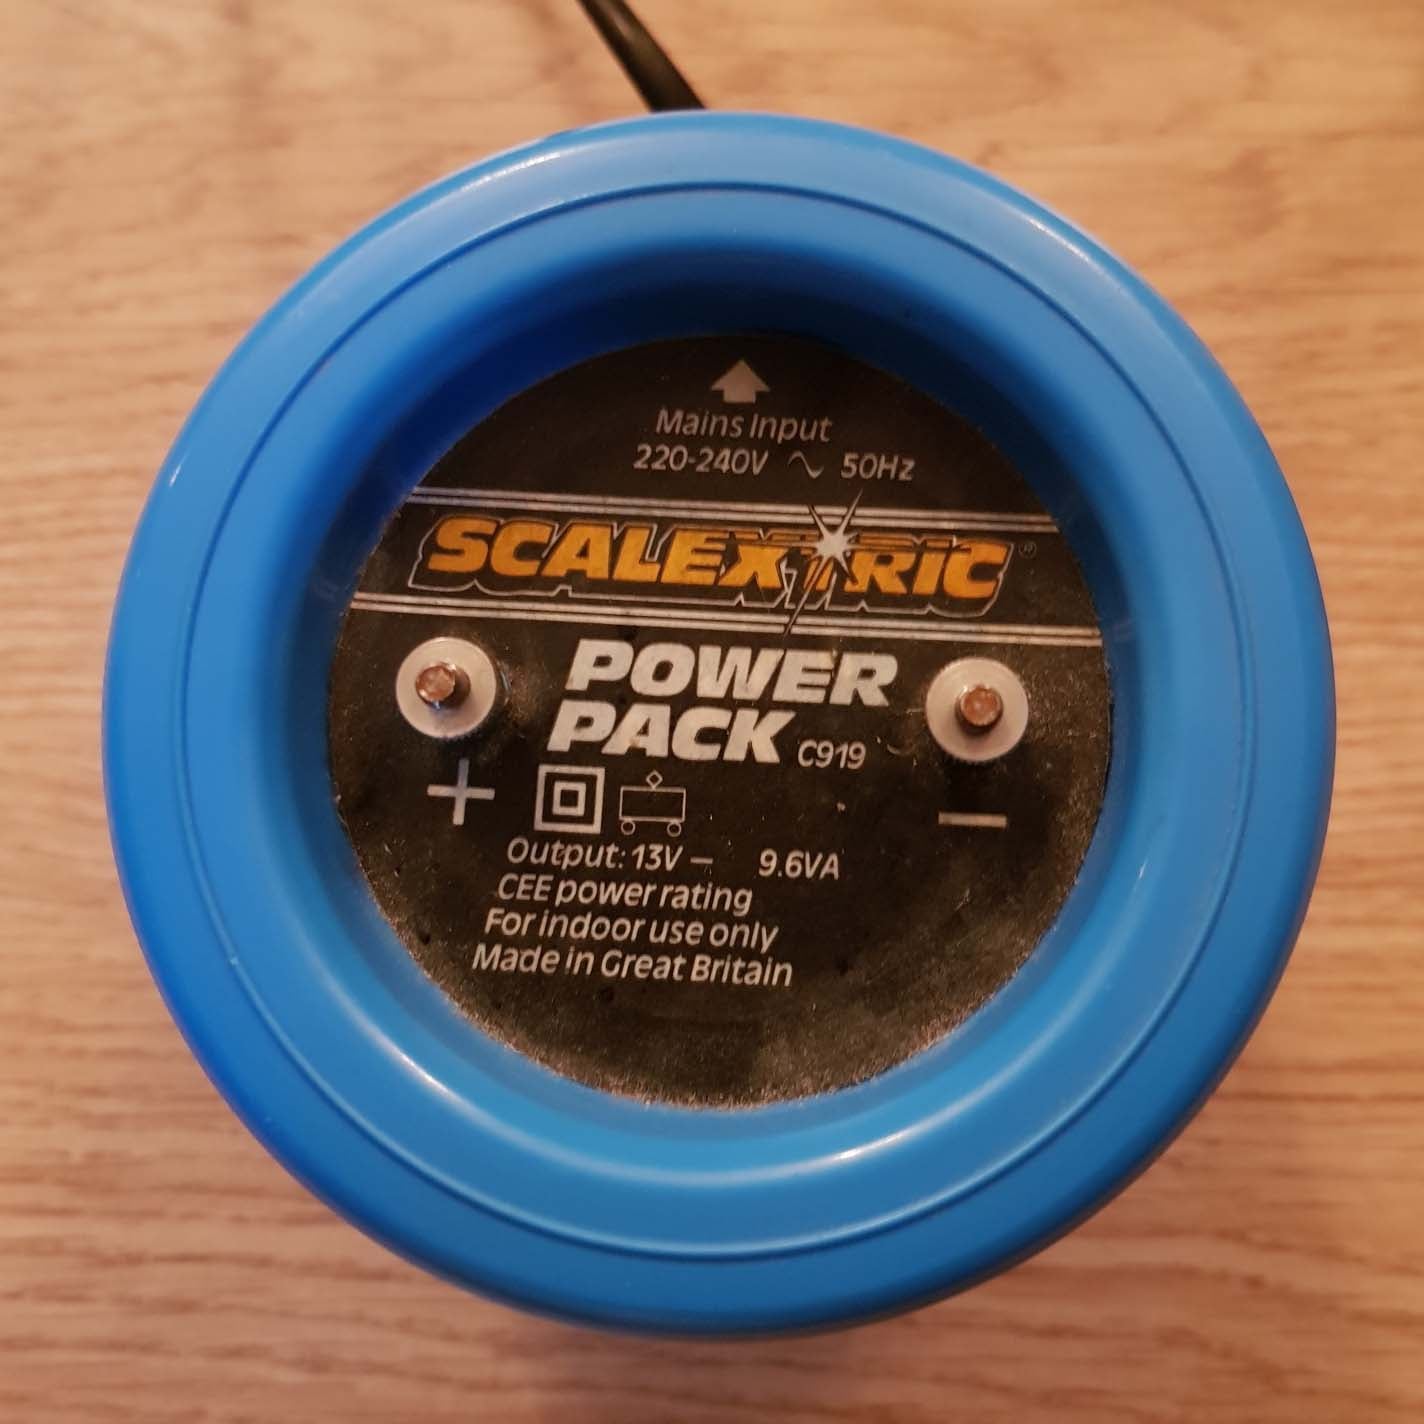 Mains Input
220-240V ~ 50Hz
SCALEXTRIC®
POWER
PACK C919
+ −
Output: 13V — 9.6VA
CEE power rating
For indoor use only
Made in Great Britain